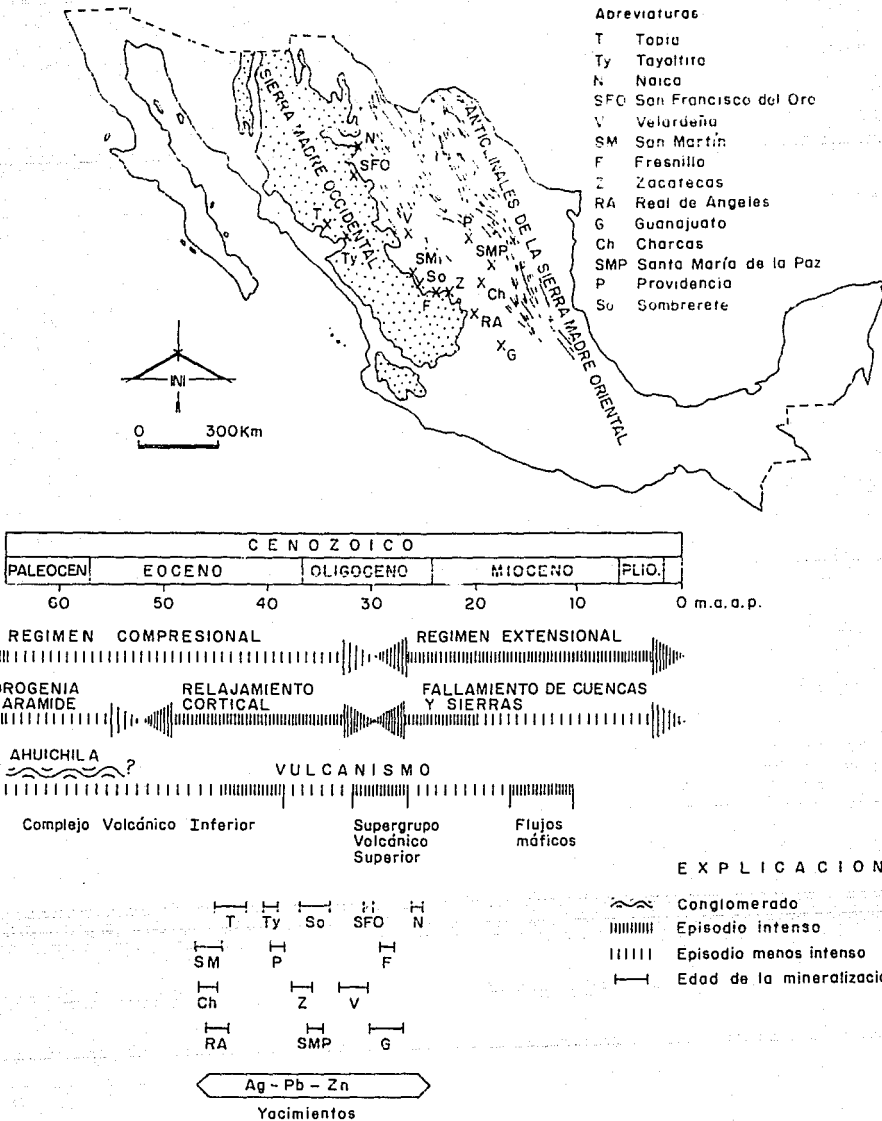 Abreviaturas
T Topia
Ty Tayoltita
N Naica
SFO San Francisco del Oro
V Velardeña
SM San Martín
F Fresnillo
Z Zacatecas
RA Real de Angeles
G Guanajuato
Ch Charcas
SMP Santa María de la Paz
P Providencia
So Sombrerete
SIERRA MADRE OCCIDENTAL
ANTICLINALES DE LA SIERRA MADRE ORIENTAL
N
SFO
T
Ty
V
P
SM
SMP
So
Z
F
Ch
RA
G
0 300Km
CENOZOICO
PALEOCEN EOCENO OLIGOCENO MIOCENO PLIO.
60 50 40 30 20 10 0 m.a.a.p.
REGIMEN COMPRESIONAL REGIMEN EXTENSIONAL
ROGENIA RELAJAMIENTO FALLAMIENTO DE CUENCAS
ARAMIDE CORTICAL Y SIERRAS
AHUICHILA ?
VULCANISMO
Complejo Volcánico Inferior Supergrupo Flujos
Volcánico máficos
Superior
EXPLICACION
Conglomerado
Episodio intenso
Episodio menos intenso
Edad de la mineralizació
T Ty So SFO N
SM P F
Ch Z V
RA SMP G
Ag - Pb - Zn
Yacimientos